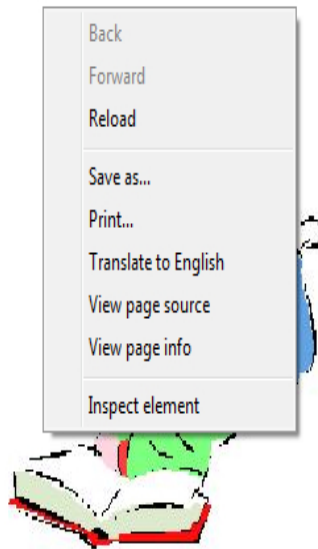 Back
Forward
Reload
Save as...
Print...
Translate to English
View page source
View page info
Inspect element